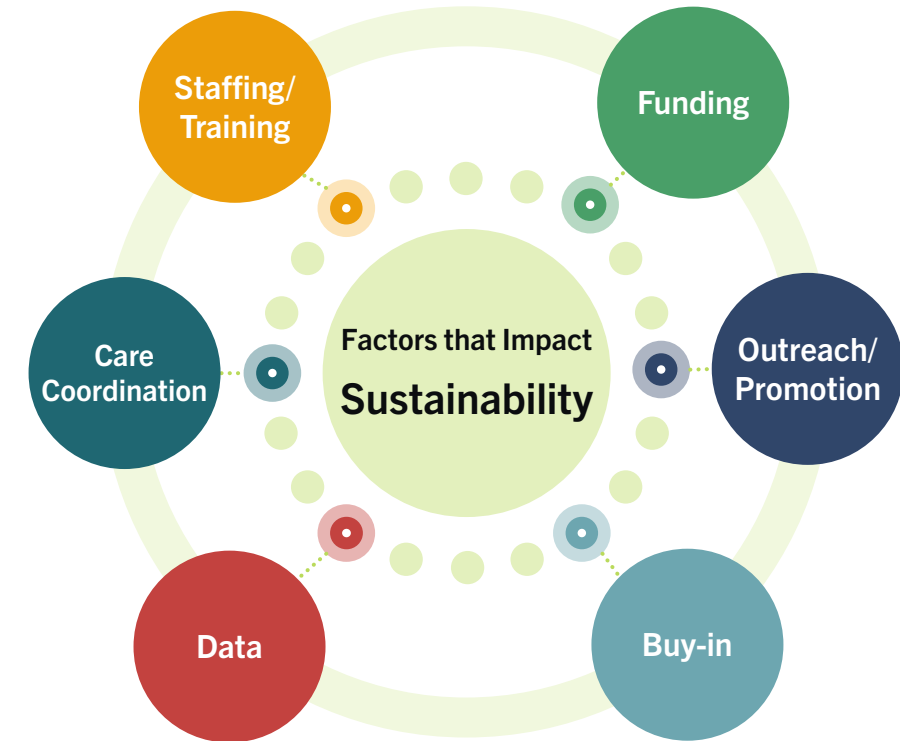 Staffing/
Training
Funding
Factors that Impact
Sustainability
Care
Coordination
Outreach/
Promotion
Data
Buy-in